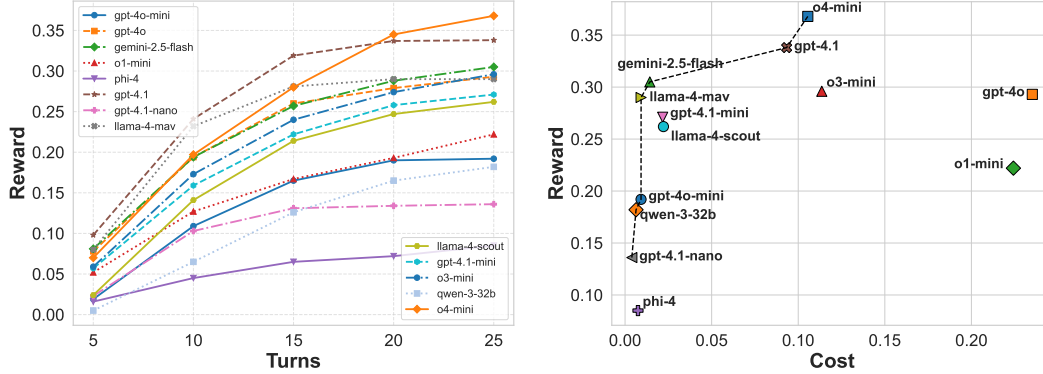 0.35
0.30
0.25
0.20
0.15
0.10
0.05
0.00
Reward
gpt-4o-mini
gpt-4o
gemini-2.5-flash
o1-mini
phi-4
gpt-4.1
gpt-4.1-nano
llama-4-mav
llama-4-scout
gpt-4.1-mini
o3-mini
qwen-3-32b
o4-mini
5 10 15 20 25
Turns
0.35
0.30
0.25
0.20
0.15
0.10
Reward
o4-mini
gpt-4.1
gemini-2.5-flash
o3-mini
gpt-4o
llama-4-mav
gpt-4.1-mini
llama-4-scout
o1-mini
gpt-4o-mini
qwen-3-32b
gpt-4.1-nano
phi-4
0.00 0.05 0.10 0.15 0.20
Cost